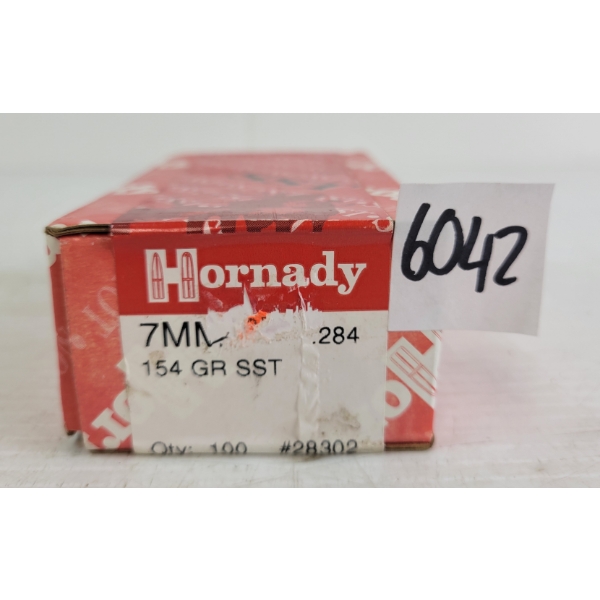 Hornady
6042
7MM .284
154 GR SST
Qty: 100 #28302